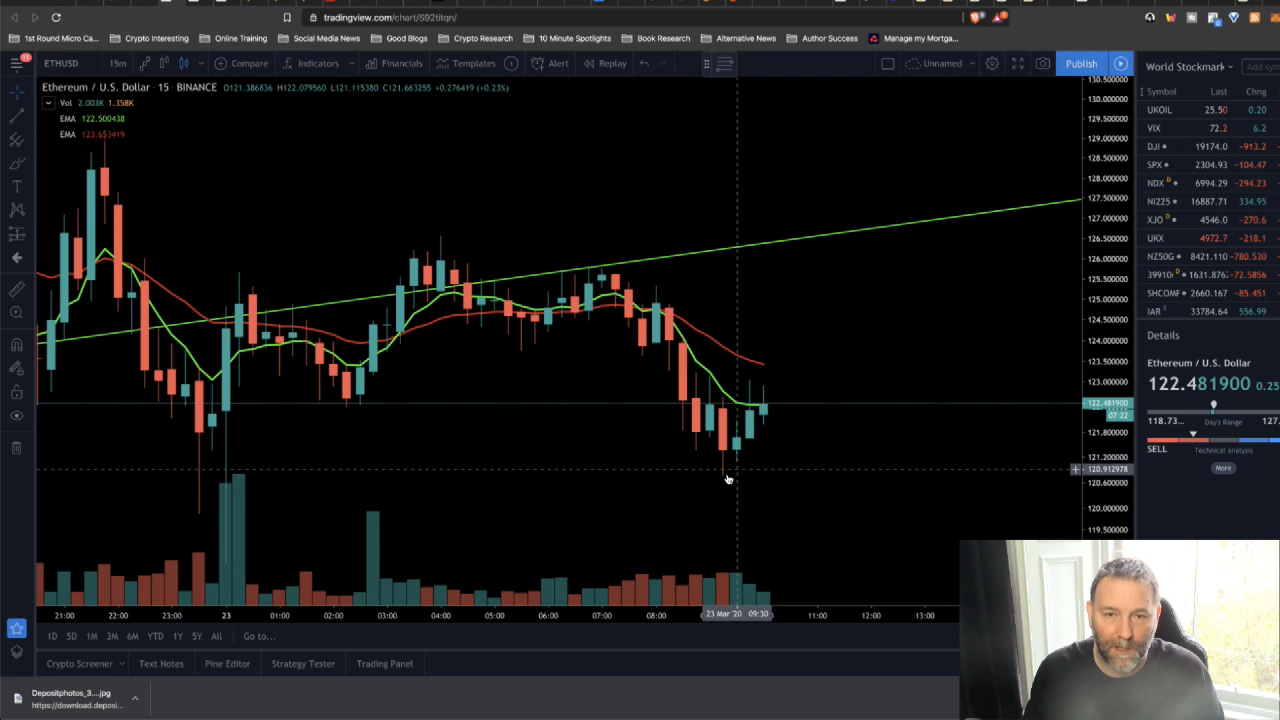 tradingview.com/chart/S92titqn/
1st Round Micro Ca... Crypto Interesting Online Training Social Media News Good Blogs Crypto Research 10 Minute Spotlights Book Research Alternative News Author Success Manage my Mortga...
11 ETHUSD 15m Compare Indicators Financials Templates Alert Replay Unnamed Publish World Stockmark Add sym
Ethereum / U.S. Dollar · 15 · BINANCE O121.386836 H122.079560 L121.115380 C121.663255 +0.276419 (+0.23%)
Vol 2.003K 1.358K
EMA 122.500438
EMA 123.653419
130.500000
130.000000
129.500000
129.000000
128.500000
128.000000
127.500000
127.000000
126.500000
126.000000
125.500000
125.000000
124.500000
124.000000
123.500000
123.000000
122.481900
07:22
121.800000
121.200000
120.912978
120.600000
120.000000
119.500000
Symbol Last Chng
UKOIL 25.50 0.20
VIX 72.2 6.2
DJI 19174.0 −913.2
SPX 2304.93 −104.47
NDX D 6994.29 −294.23
NI225 16887.71 334.95
XJO D 4546.0 −270.6
UKX 4972.7 −218.1
NZ50G 8421.110 −780.530
39910( D 1631.876 −72.5856
SHCOMF 2660.167 −85.451
IAR E 33784.64 556.99
Details
Ethereum / U.S. Dollar
122.481900 0.25
118.73... Day's Range 127.
SELL Technical analysis
More
21:00 22:00 23:00 23 01:00 02:00 03:00 04:00 05:00 06:00 07:00 08:00 23 Mar '20 09:30 11:00 12:00 13:00
1D 5D 1M 3M 6M YTD 1Y 5Y All Go to...
Crypto Screener Text Notes Pine Editor Strategy Tester Trading Panel
Depositphotos_3....jpg
https://download.deposi...